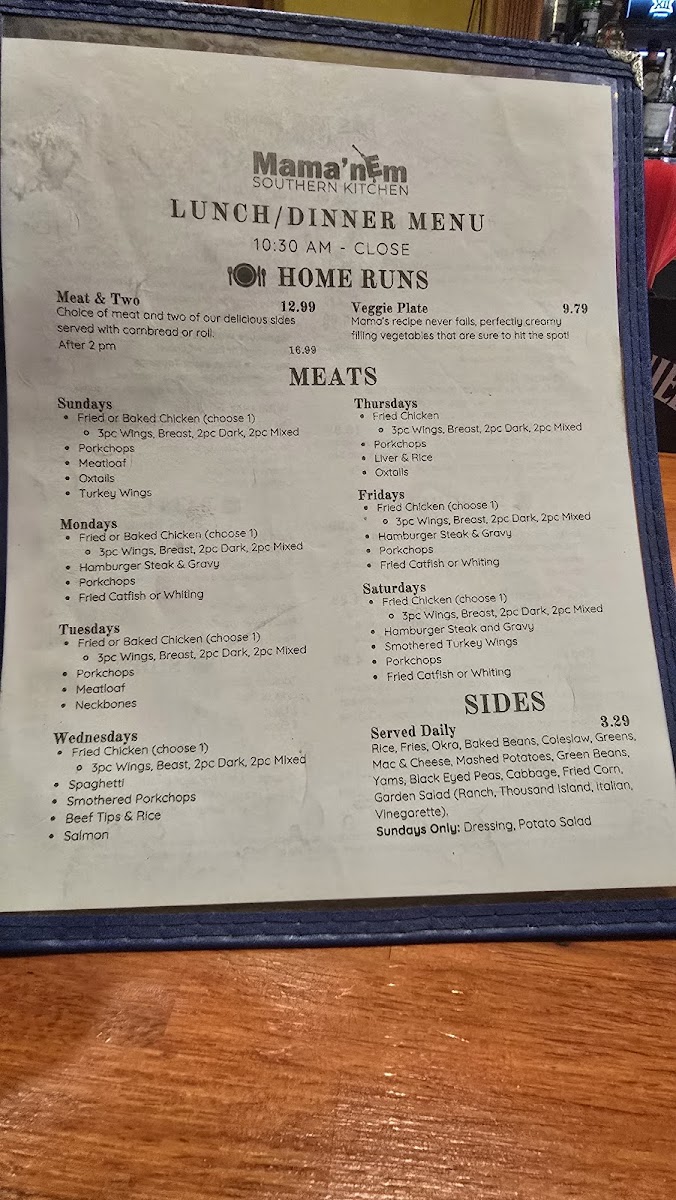 Mama'nEm
SOUTHERN KITCHEN
LUNCH/DINNER MENU
10:30 AM - CLOSE
HOME RUNS
Meat & Two 12.99
Choice of meat and two of our delicious sides
served with cornbread or roll.
After 2 pm 16.99
Veggie Plate 9.79
Mama's recipe never fails, perfectly creamy
filling vegetables that are sure to hit the spot!
MEATS
Sundays
• Fried or Baked Chicken (choose 1)
○ 3pc Wings, Breast, 2pc Dark, 2pc Mixed
• Porkchops
• Meatloaf
• Oxtails
• Turkey Wings
Mondays
• Fried or Baked Chicken (choose 1)
○ 3pc Wings, Breast, 2pc Dark, 2pc Mixed
• Hamburger Steak & Gravy
• Porkchops
• Fried Catfish or Whiting
Tuesdays
• Fried or Baked Chicken (choose 1)
○ 3pc Wings, Breast, 2pc Dark, 2pc Mixed
• Porkchops
• Meatloaf
• Neckbones
Wednesdays
• Fried Chicken (choose 1)
○ 3pc Wings, Beast, 2pc Dark, 2pc Mixed
• Spaghetti
• Smothered Porkchops
• Beef Tips & Rice
• Salmon
Thursdays
• Fried Chicken
○ 3pc Wings, Breast, 2pc Dark, 2pc Mixed
• Porkchops
• Liver & Rice
• Oxtails
Fridays
• Fried Chicken (choose 1)
○ 3pc Wings, Breast, 2pc Dark, 2pc Mixed
• Hamburger Steak & Gravy
• Porkchops
• Fried Catfish or Whiting
Saturdays
• Fried Chicken (choose 1)
○ 3pc Wings, Breast, 2pc Dark, 2pc Mixed
• Hamburger Steak and Gravy
• Smothered Turkey Wings
• Porkchops
• Fried Catfish or Whiting
SIDES
Served Daily 3.29
Rice, Fries, Okra, Baked Beans, Coleslaw, Greens,
Mac & Cheese, Mashed Potatoes, Green Beans,
Yams, Black Eyed Peas, Cabbage, Fried Corn,
Garden Salad (Ranch, Thousand Island, Italian,
Vinegarette),
Sundays Only: Dressing, Potato Salad